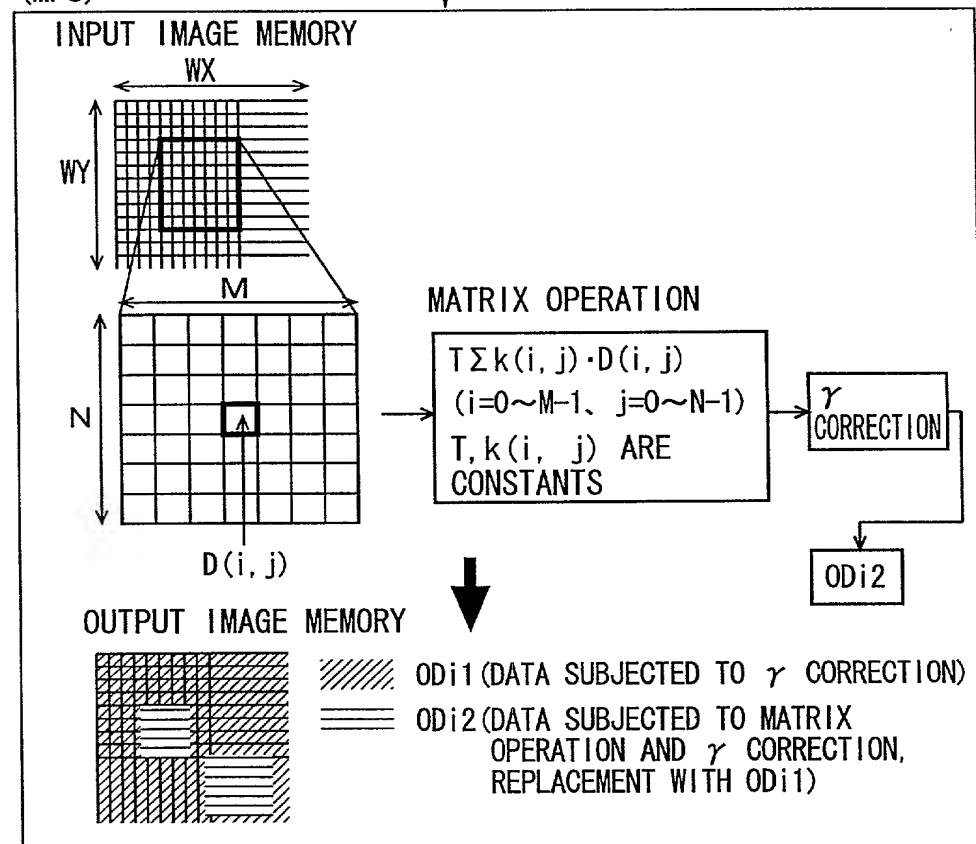 INPUT IMAGE MEMORY
WX
WY
M
N
D(i, j)
MATRIX OPERATION
TΣk(i, j)·D(i, j)
(i=0~M-1、j=0~N-1)
T, k(i, j) ARE
CONSTANTS
γ
CORRECTION
ODi2
OUTPUT IMAGE MEMORY
ODi1(DATA SUBJECTED TO γ CORRECTION)
ODi2(DATA SUBJECTED TO MATRIX
OPERATION AND γ CORRECTION,
REPLACEMENT WITH ODi1)